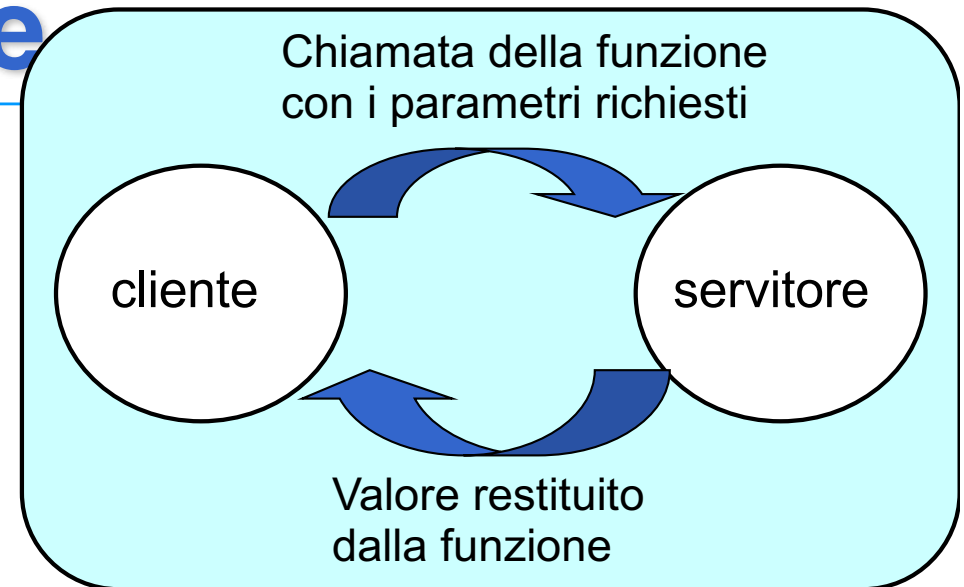 e
Chiamata della funzione
con i parametri richiesti
cliente
servitore
Valore restituito
dalla funzione